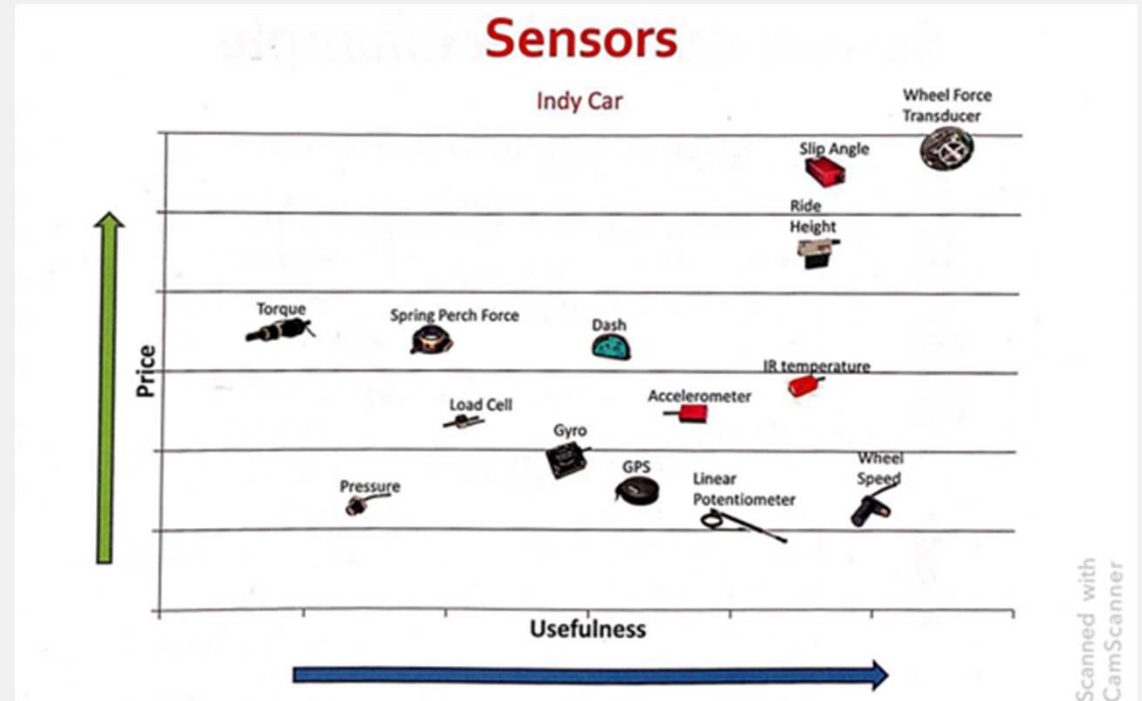 Sensors
Indy Car
Wheel Force
Transducer
Slip Angle
Ride
Height
Torque
Spring Perch Force
Dash
IR temperature
Accelerometer
Load Cell
Gyro
GPS
Wheel
Speed
Linear
Potentiometer
Pressure
Price
Usefulness
Scanned with
CamScanner